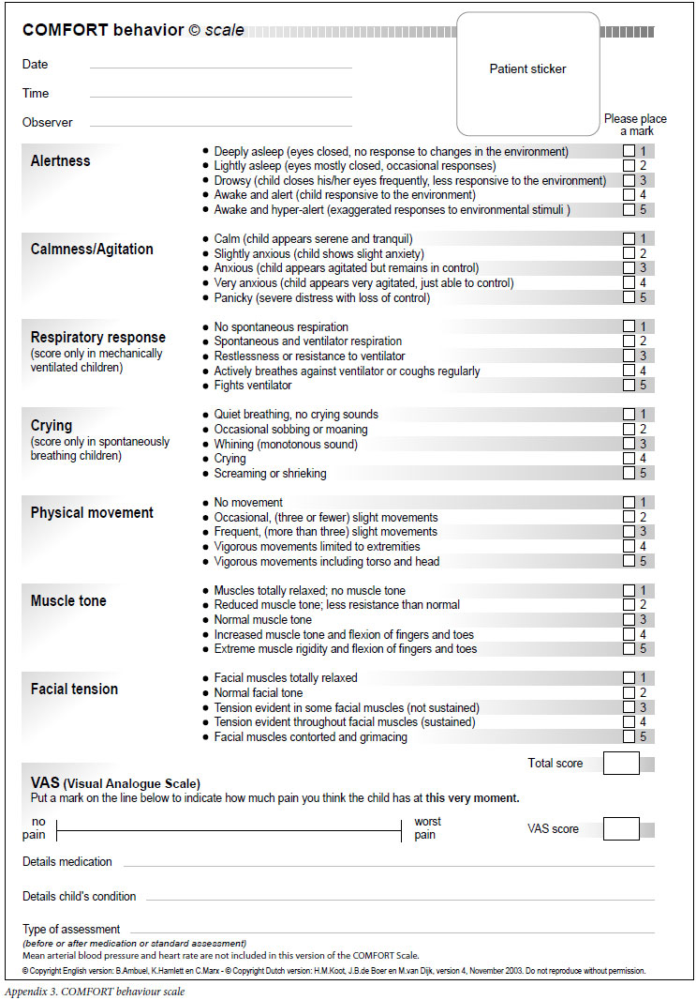 COMFORT behavior © scale
Patient sticker
Date
Time
Observer
Please place
a mark
Alertness
• Deeply asleep (eyes closed, no response to changes in the environment) 1
• Lightly asleep (eyes mostly closed, occasional responses) 2
• Drowsy (child closes his/her eyes frequently, less responsive to the environment) 3
• Awake and alert (child responsive to the environment) 4
• Awake and hyper-alert (exaggerated responses to environmental stimuli ) 5
Calmness/Agitation
• Calm (child appears serene and tranquil) 1
• Slightly anxious (child shows slight anxiety) 2
• Anxious (child appears agitated but remains in control) 3
• Very anxious (child appears very agitated, just able to control) 4
• Panicky (severe distress with loss of control) 5
Respiratory response
(score only in mechanically
ventilated children)
• No spontaneous respiration 1
• Spontaneous and ventilator respiration 2
• Restlessness or resistance to ventilator 3
• Actively breathes against ventilator or coughs regularly 4
• Fights ventilator 5
Crying
(score only in spontaneously
breathing children)
• Quiet breathing, no crying sounds 1
• Occasional sobbing or moaning 2
• Whining (monotonous sound) 3
• Crying 4
• Screaming or shrieking 5
Physical movement
• No movement 1
• Occasional, (three or fewer) slight movements 2
• Frequent, (more than three) slight movements 3
• Vigorous movements limited to extremities 4
• Vigorous movements including torso and head 5
Muscle tone
• Muscles totally relaxed; no muscle tone 1
• Reduced muscle tone; less resistance than normal 2
• Normal muscle tone 3
• Increased muscle tone and flexion of fingers and toes 4
• Extreme muscle rigidity and flexion of fingers and toes 5
Facial tension
• Facial muscles totally relaxed 1
• Normal facial tone 2
• Tension evident in some facial muscles (not sustained) 3
• Tension evident throughout facial muscles (sustained) 4
• Facial muscles contorted and grimacing 5
Total score
VAS (Visual Analogue Scale)
Put a mark on the line below to indicate how much pain you think the child has at this very moment.
no
pain
worst
pain
VAS score
Details medication
Details child's condition
Type of assessment
(before or after medication or standard assessment)
Mean arterial blood pressure and heart rate are not included in this version of the COMFORT Scale.
© Copyright English version: B.Ambuel, K.Hamlett en C.Marx - © Copyright Dutch version: H.M.Koot, J.B.de Boer en M.van Dijk, version 4, November 2003. Do not reproduce without permission.
Appendix 3. COMFORT behaviour scale